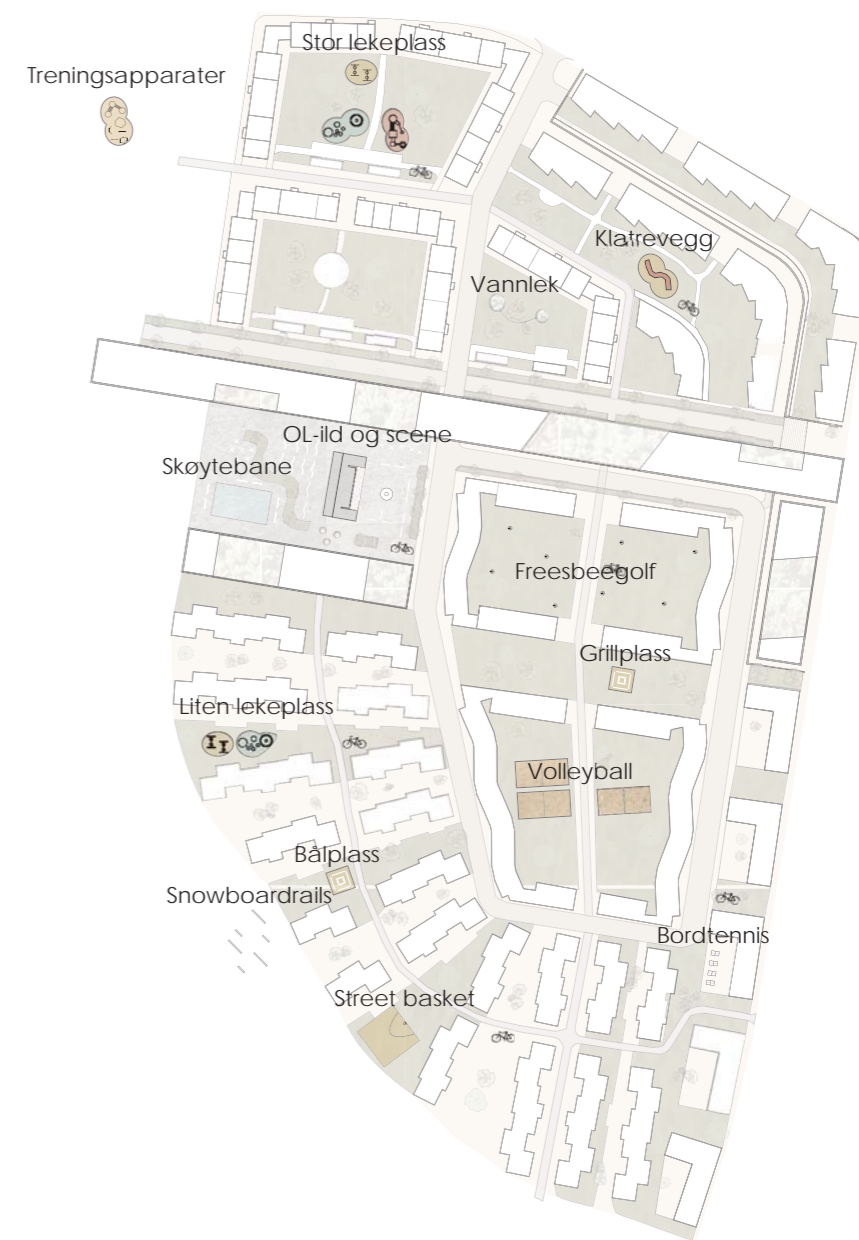 Stor lekeplass
Treningsapparater
Klatrevegg
Vannlek
OL-ild og scene
Skøytebane
Freesbeegolf
Grillplass
Liten lekeplass
Volleyball
Bålplass
Snowboardrails
Bordtennis
Street basket